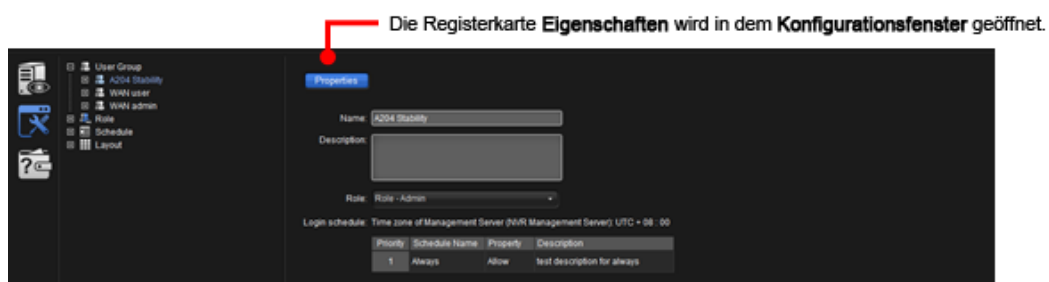 Die Registerkarte Eigenschaften wird in dem Konfigurationsfenster geöffnet.
User Group
A204 Stability
WAN user
WAN admin
Role
Schedule
Layout
Properties
Name: A204 Stability
Description:
Role: Role - Admin
Login schedule: Time zone of Management Server (NVR Management Server): UTC + 08 : 00
Priority Schedule Name Property Description
1 Always Allow test description for always